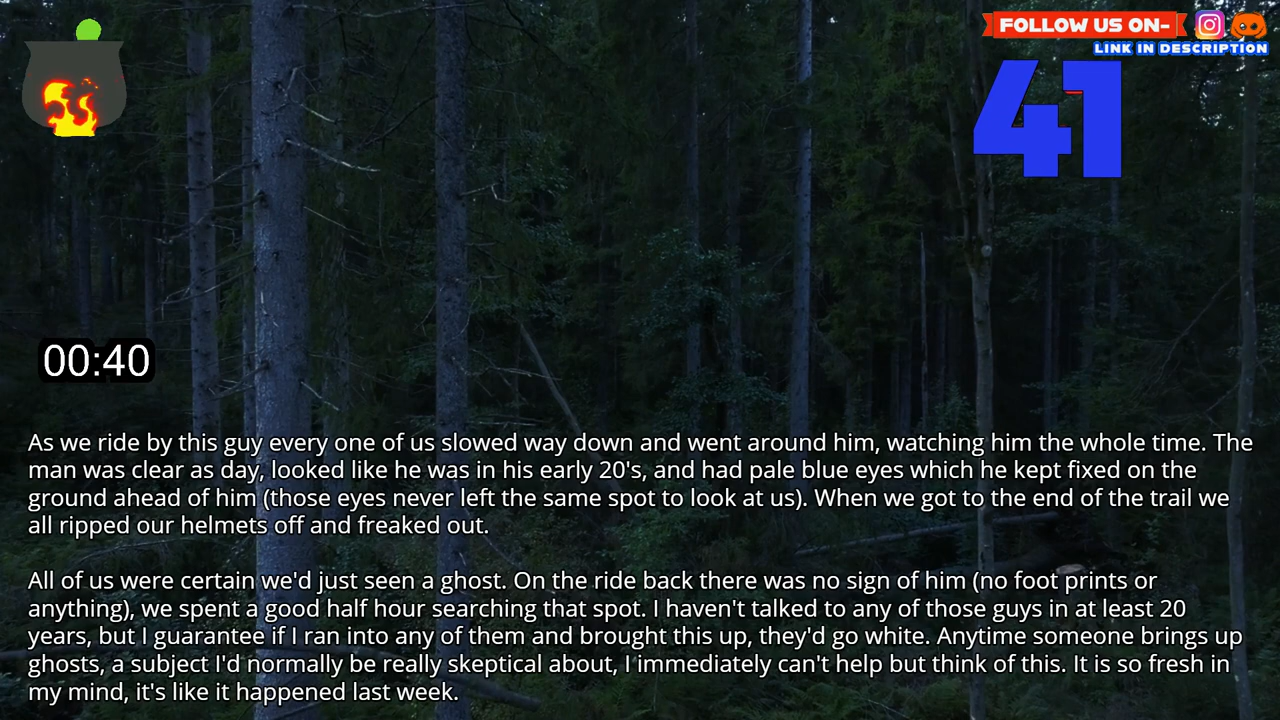 FOLLOW US ON-
LINK IN DESCRIPTION
41
00:40
As we ride by this guy every one of us slowed way down and went around him, watching him the whole time. The
man was clear as day, looked like he was in his early 20's, and had pale blue eyes which he kept fixed on the
ground ahead of him (those eyes never left the same spot to look at us). When we got to the end of the trail we
all ripped our helmets off and freaked out.
All of us were certain we'd just seen a ghost. On the ride back there was no sign of him (no foot prints or
anything), we spent a good half hour searching that spot. I haven't talked to any of those guys in at least 20
years, but I guarantee if I ran into any of them and brought this up, they'd go white. Anytime someone brings up
ghosts, a subject I'd normally be really skeptical about, I immediately can't help but think of this. It is so fresh in
my mind, it's like it happened last week.